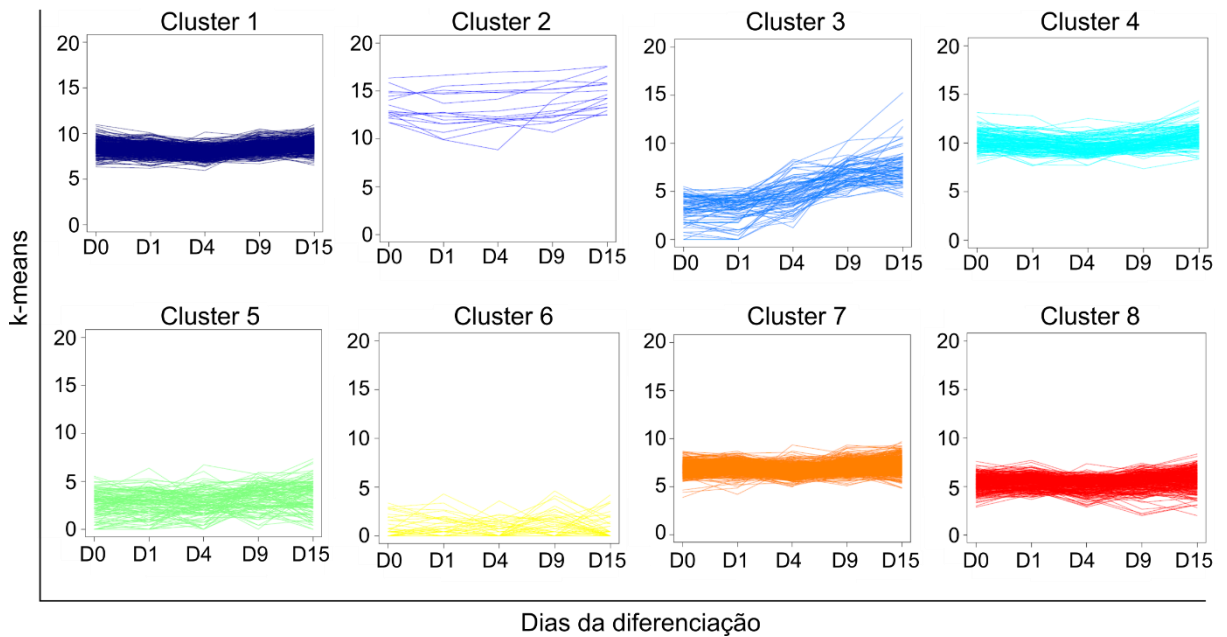 Cluster 1
20
15
10
5
0
D0 D1 D4 D9 D15
Cluster 2
20
15
10
5
0
D0 D1 D4 D9 D15
Cluster 3
20
15
10
5
0
D0 D1 D4 D9 D15
Cluster 4
20
15
10
5
0
D0 D1 D4 D9 D15
k-means
Cluster 5
20
15
10
5
0
D0 D1 D4 D9 D15
Cluster 6
20
15
10
5
0
D0 D1 D4 D9 D15
Cluster 7
20
15
10
5
0
D0 D1 D4 D9 D15
Cluster 8
20
15
10
5
0
D0 D1 D4 D9 D15
Dias da diferenciação